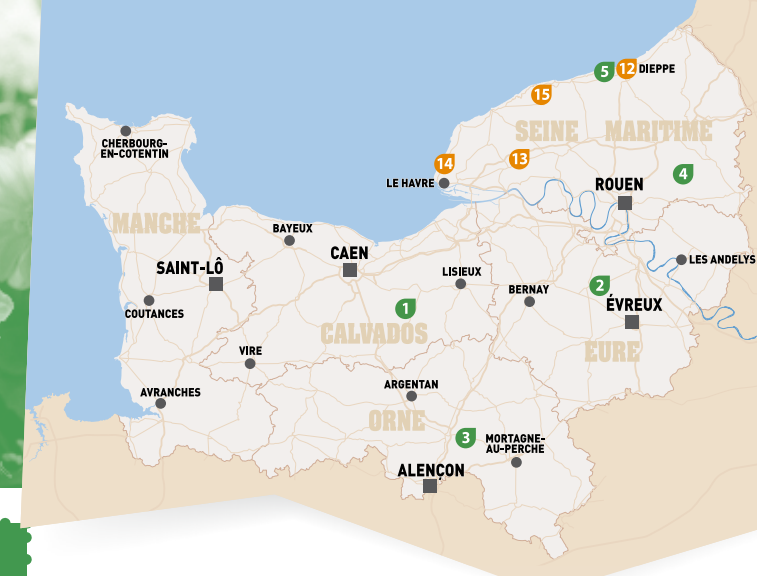 5
12
DIEPPE
15
SEINE MARITIME
CHERBOURG-
EN-COTENTIN
14
13
LE HAVRE
4
ROUEN
MANCHE
BAYEUX
CAEN
SAINT-LÔ
LISIEUX
LES ANDELYS
BERNAY
2
ÉVREUX
COUTANCES
1
CALVADOS
EURE
VIRE
AVRANCHES
ARGENTAN
ORNE
3
MORTAGNE-
AU-PERCHE
ALENÇON